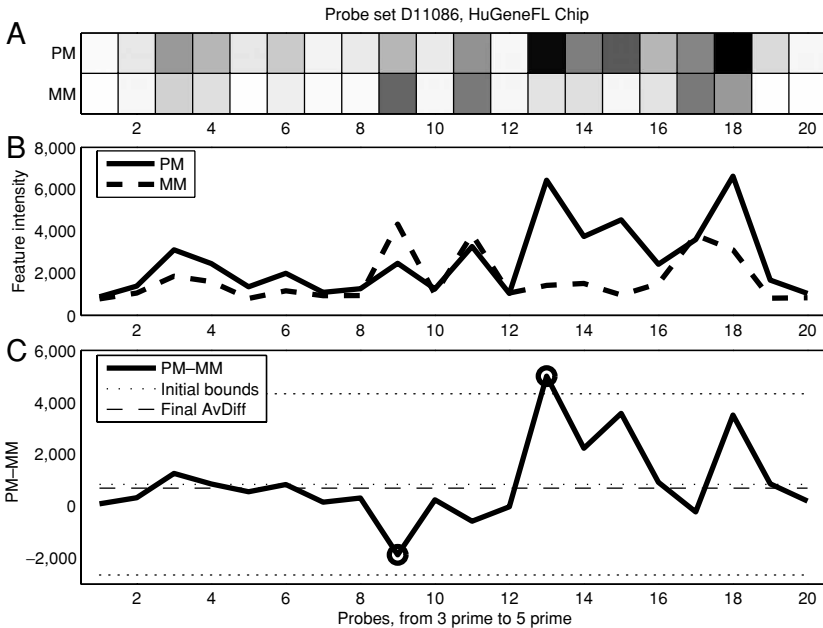 Probe set D11086, HuGeneFL Chip
A
PM
MM
2 4 6 8 10 12 14 16 18 20
B
8,000
6,000
4,000
2,000
0
Feature intensity
PM
MM
2 4 6 8 10 12 14 16 18 20
C
6,000
4,000
2,000
0
−2,000
PM–MM
PM–MM
Initial bounds
Final AvDiff
2 4 6 8 10 12 14 16 18 20
Probes, from 3 prime to 5 prime